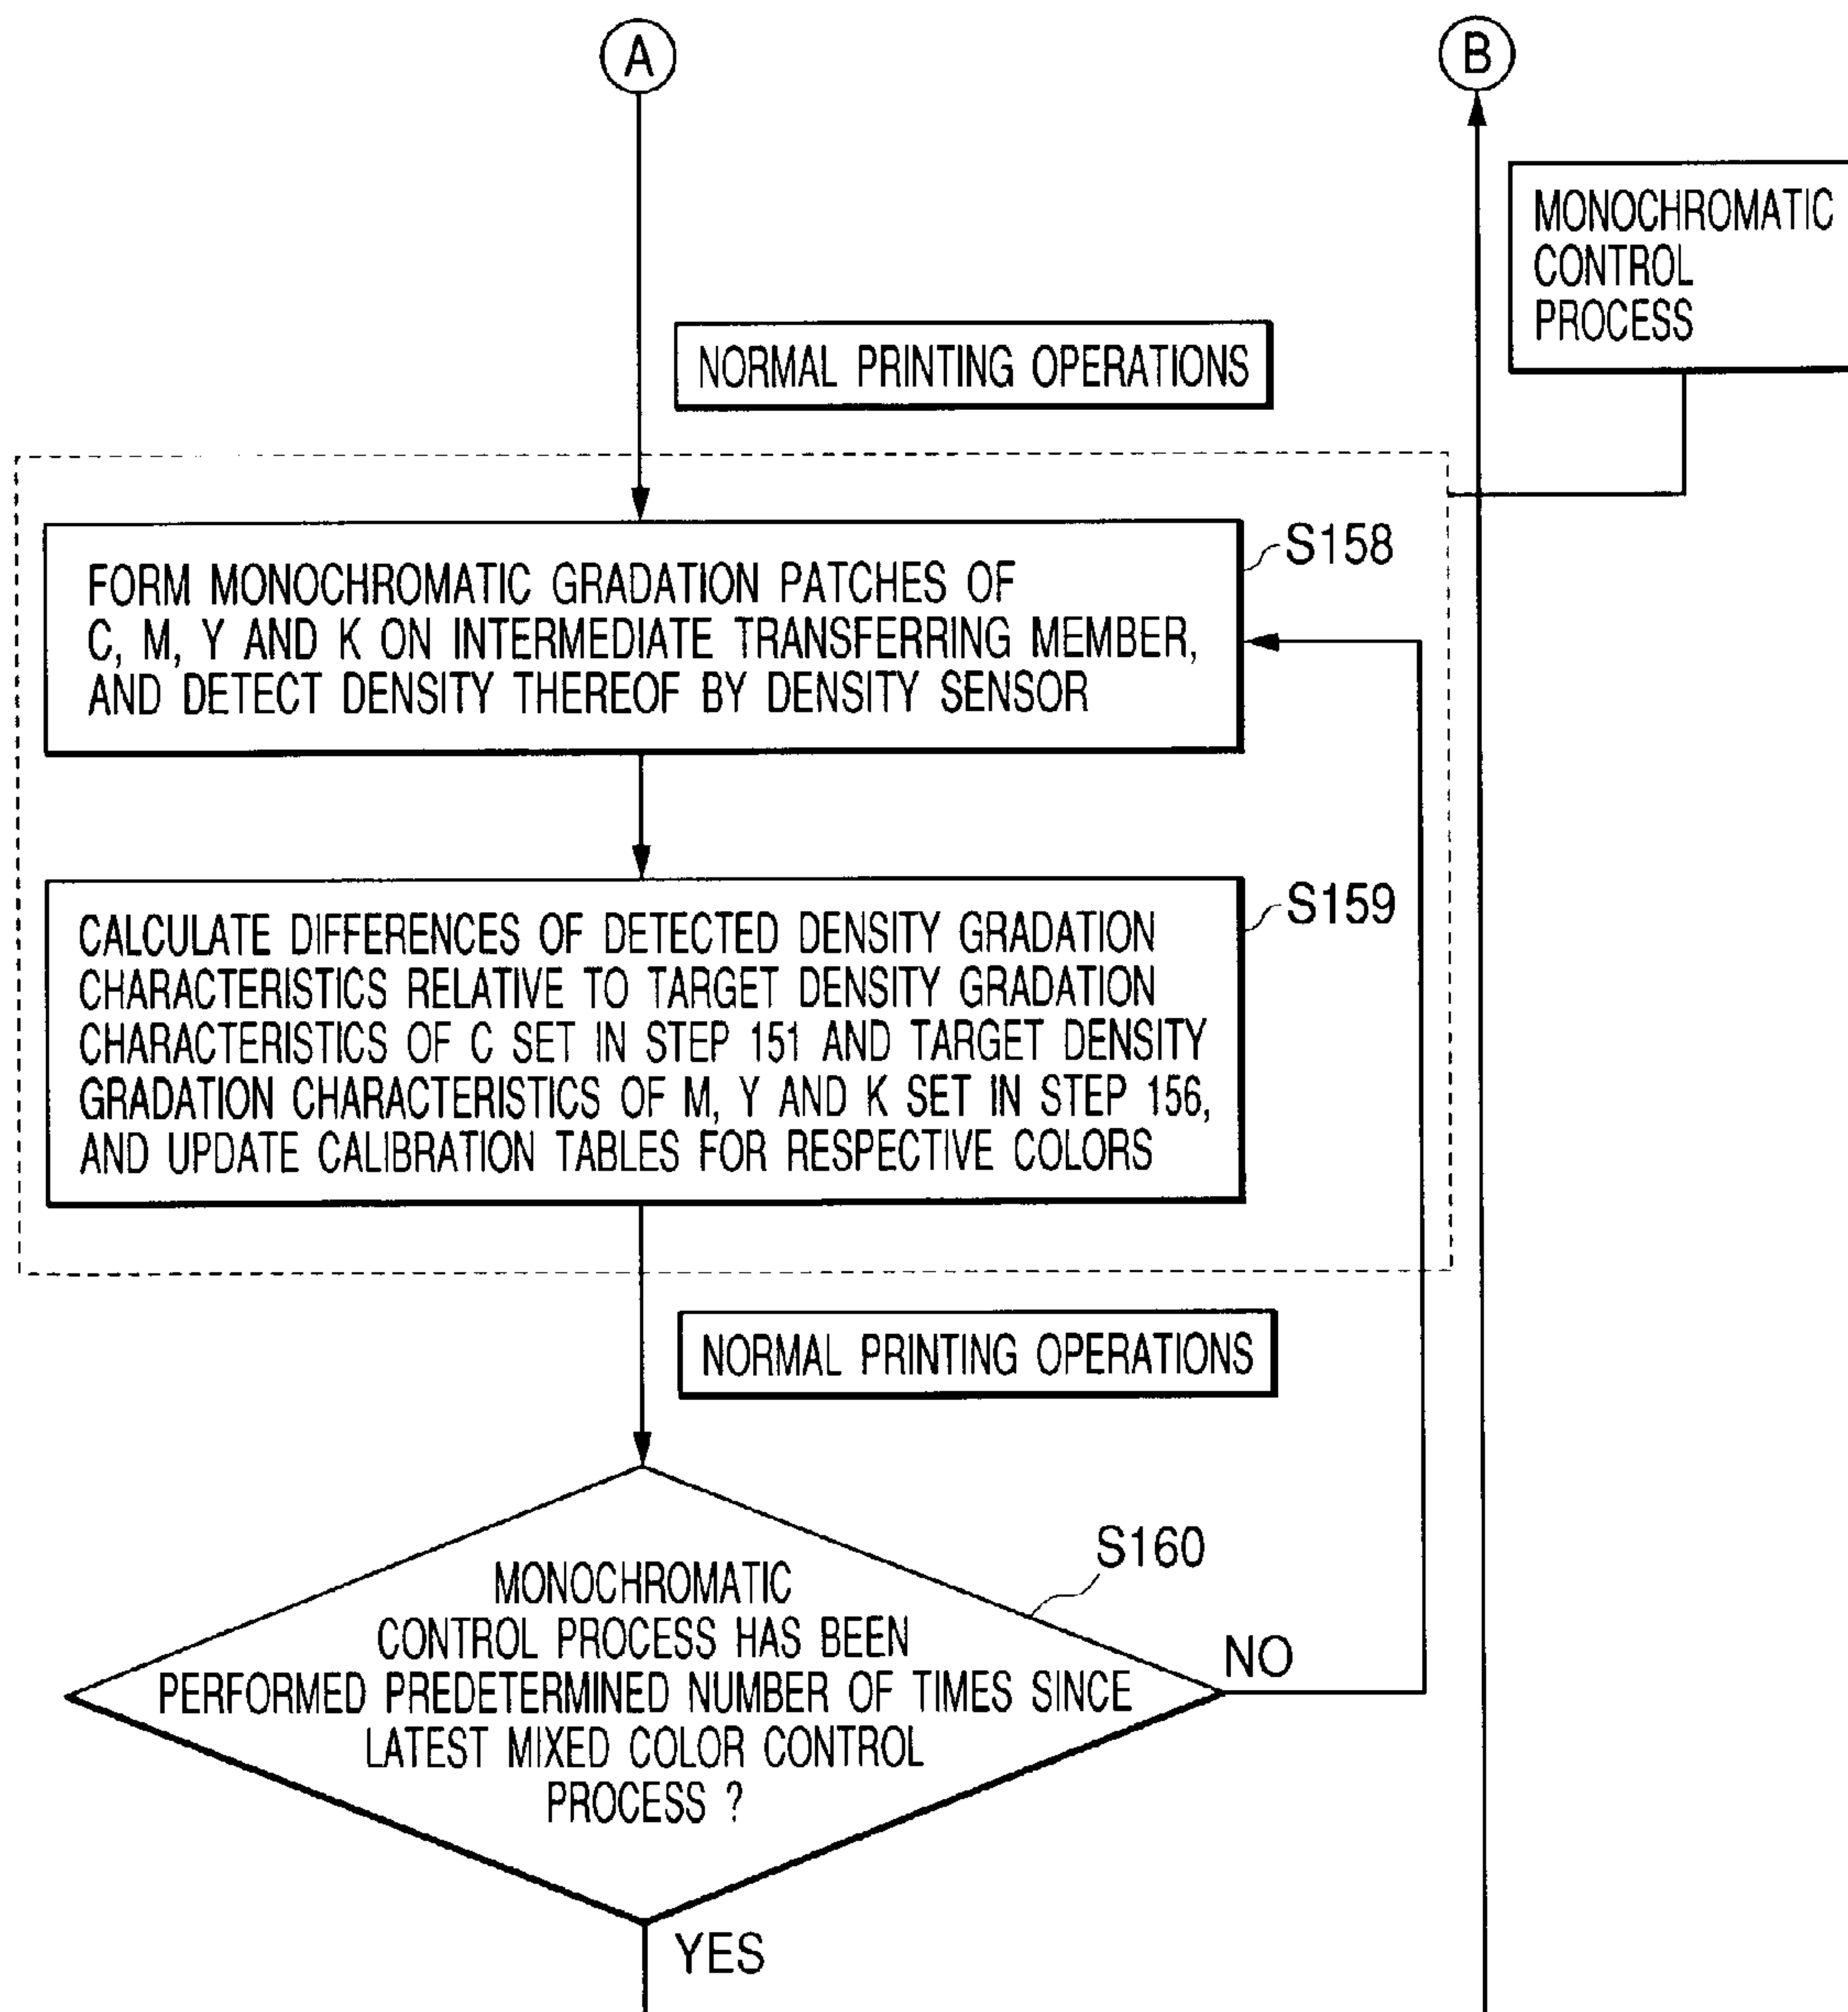 A
B
MONOCHROMATIC
CONTROL
PROCESS
NORMAL PRINTING OPERATIONS
S158
FORM MONOCHROMATIC GRADATION PATCHES OF
C, M, Y AND K ON INTERMEDIATE TRANSFERRING MEMBER,
AND DETECT DENSITY THEREOF BY DENSITY SENSOR
S159
CALCULATE DIFFERENCES OF DETECTED DENSITY GRADATION
CHARACTERISTICS RELATIVE TO TARGET DENSITY GRADATION
CHARACTERISTICS OF C SET IN STEP 151 AND TARGET DENSITY
GRADATION CHARACTERISTICS OF M, Y AND K SET IN STEP 156,
AND UPDATE CALIBRATION TABLES FOR RESPECTIVE COLORS
NORMAL PRINTING OPERATIONS
S160
MONOCHROMATIC
CONTROL PROCESS HAS BEEN
PERFORMED PREDETERMINED NUMBER OF TIMES SINCE
LATEST MIXED COLOR CONTROL
PROCESS ?
NO
YES